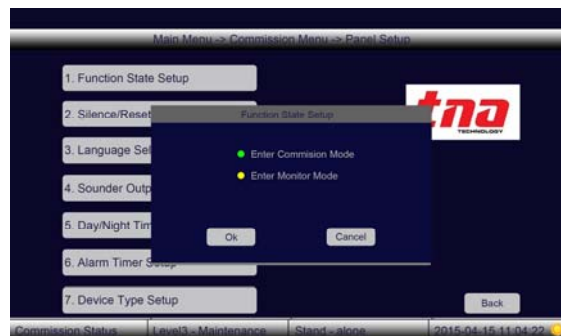 Main Menu -> Commission Menu -> Panel Setup
1. Function State Setup
2. Silence/Reset
Function State Setup
tna
TECHNOLOGY
3. Language Sel
Enter Commision Mode
Enter Monitor Mode
4. Sounder Outp
5. Day/Night Tim
Ok
Cancel
6. Alarm Timer Setup
7. Device Type Setup
Back
Commission Status
Level3 - Maintenance
Stand - alone
2015-04-15 11:04:22